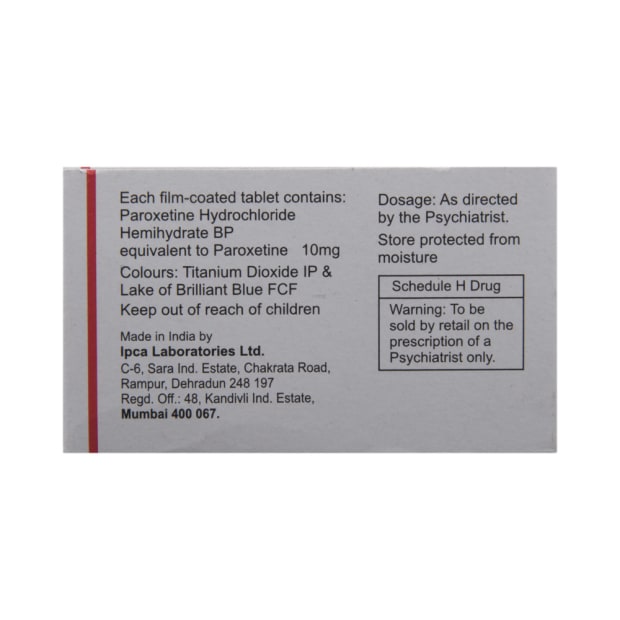 Each film-coated tablet contains:
Paroxetine Hydrochloride
Hemihydrate BP
equivalent to Paroxetine 10mg
Colours: Titanium Dioxide IP &
Lake of Brilliant Blue FCF
Keep out of reach of children
Made in India by
Ipca Laboratories Ltd.
C-6, Sara Ind. Estate, Chakrata Road,
Rampur, Dehradun 248 197
Regd. Off.: 48, Kandivli Ind. Estate,
Mumbai 400 067.
Dosage: As directed
by the Psychiatrist.
Store protected from
moisture
Schedule H Drug
Warning: To be
sold by retail on the
prescription of a
Psychiatrist only.